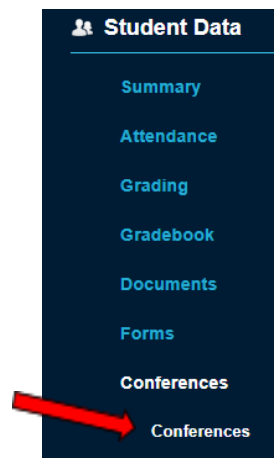 Student Data
Summary
Attendance
Grading
Gradebook
Documents
Forms
Conferences
Conferences